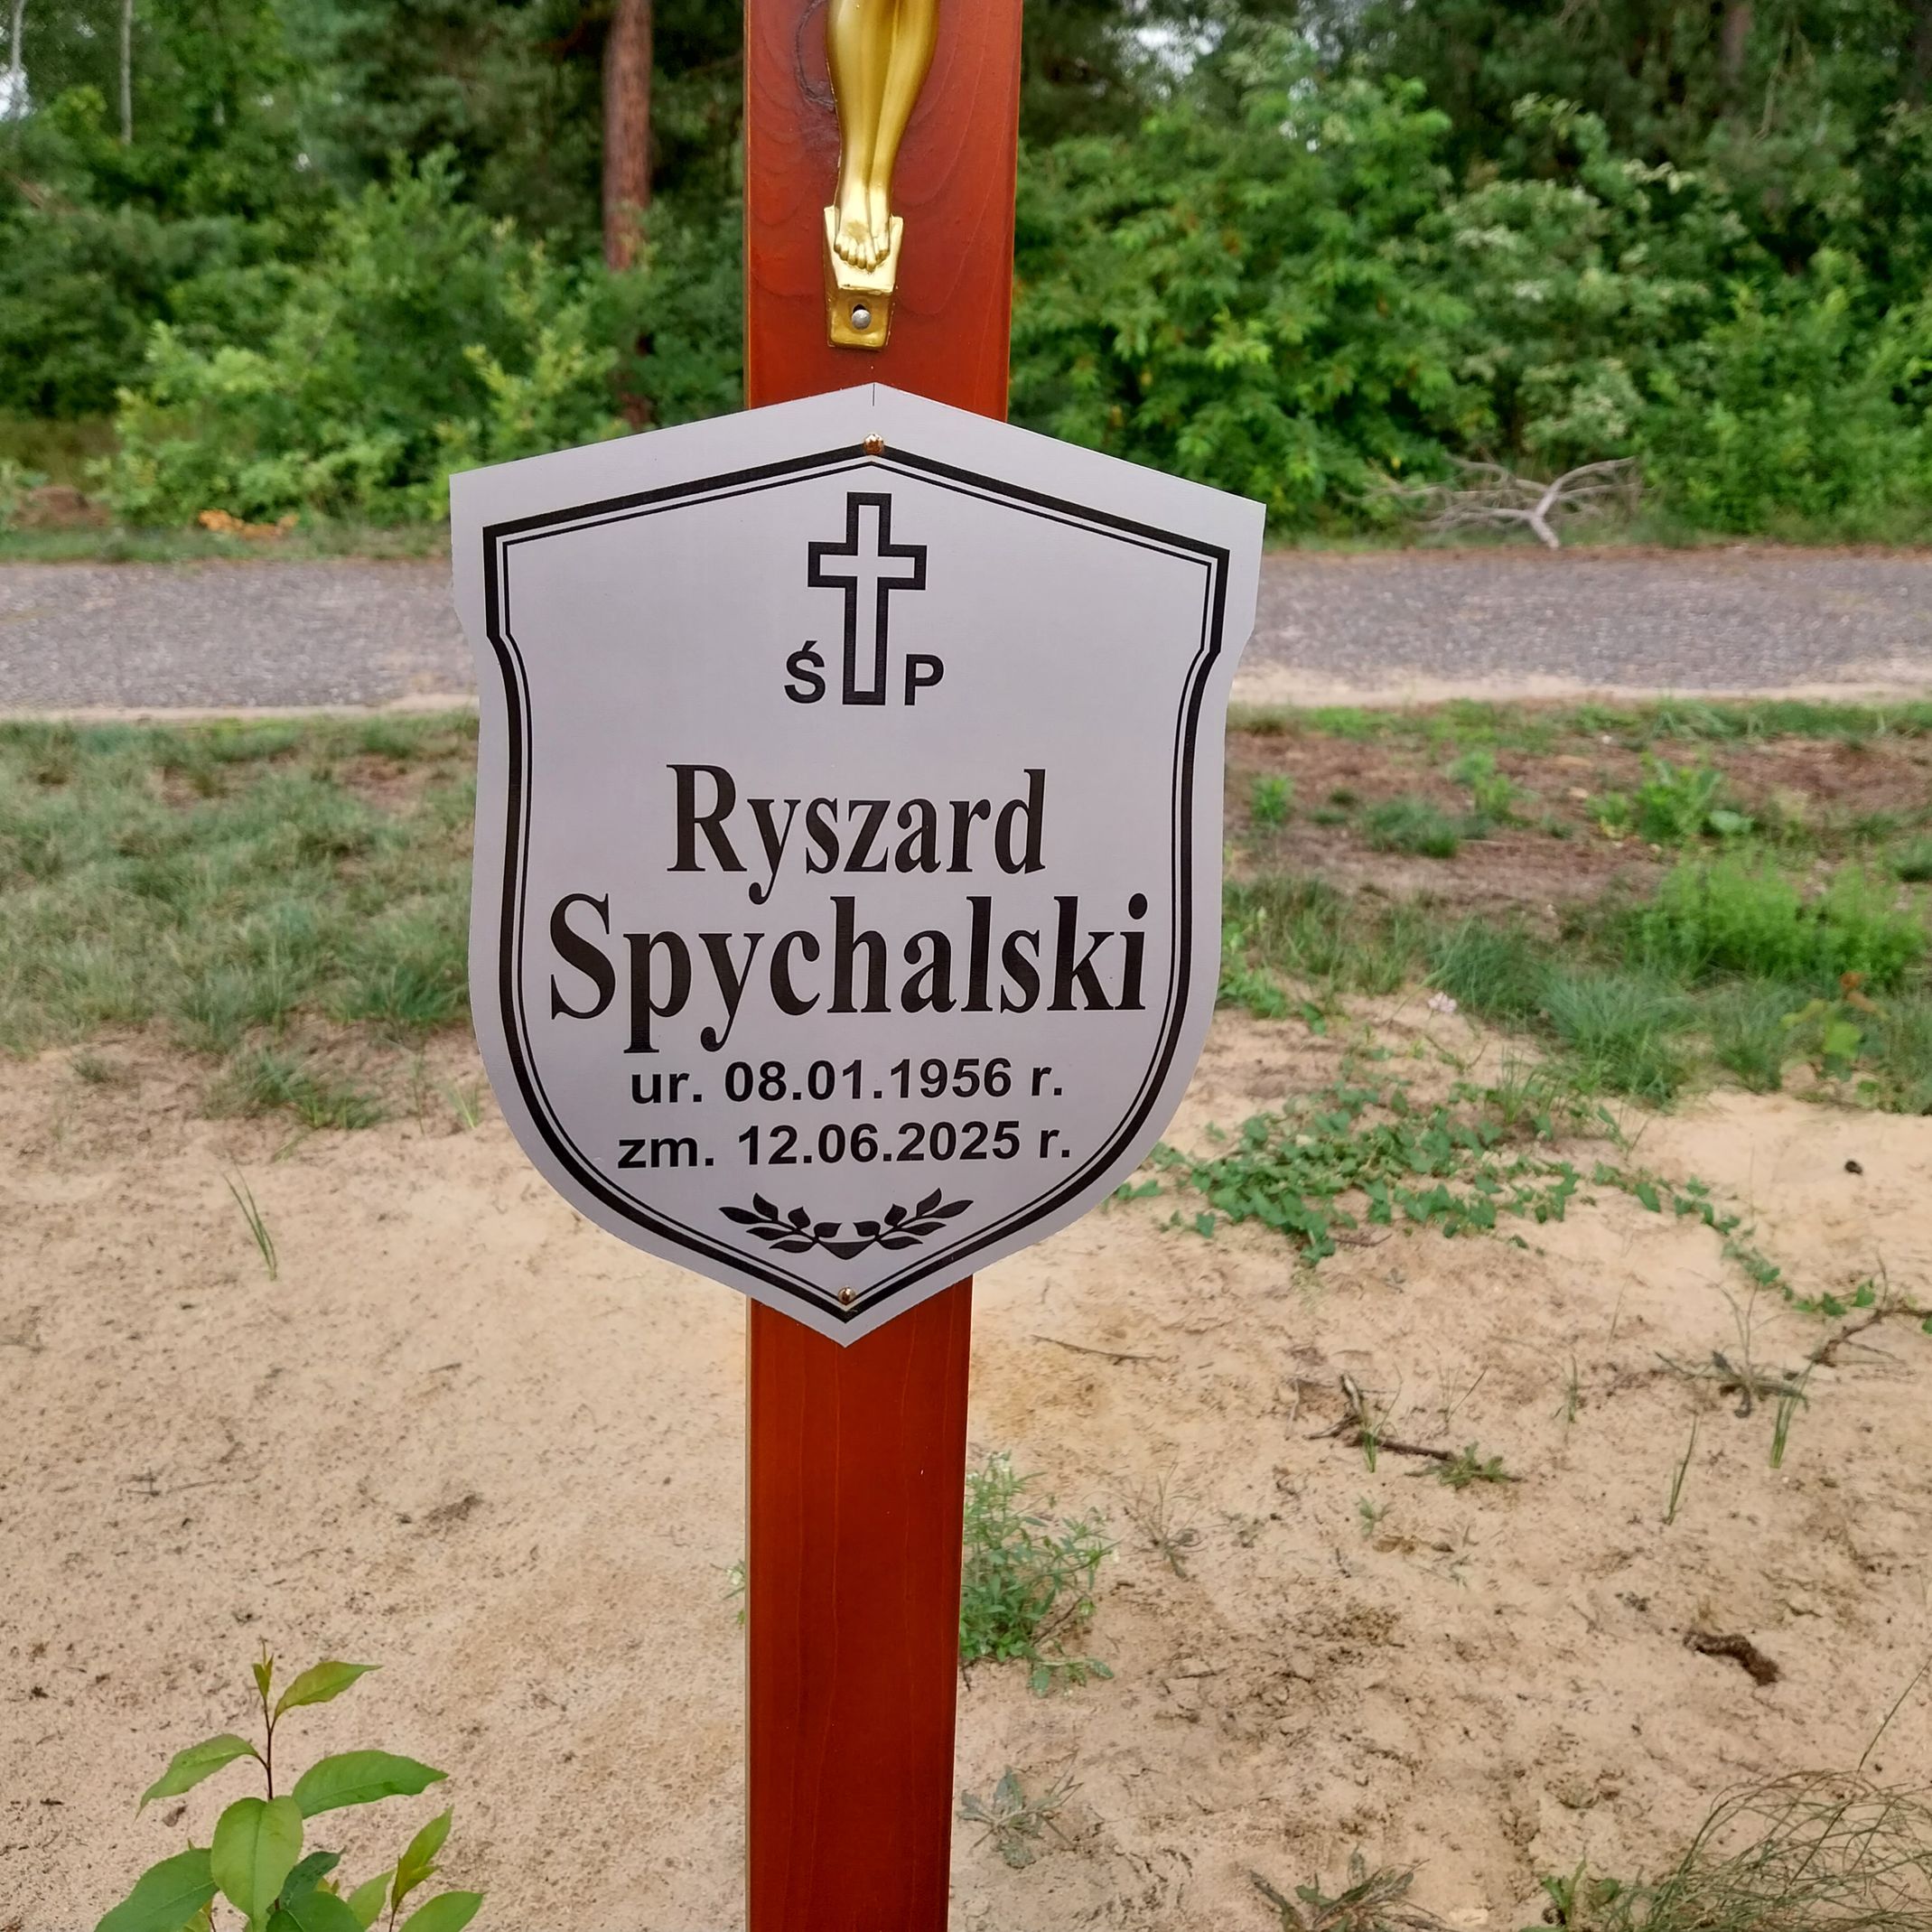 Ś P
Ryszard
Spychalski
ur. 08.01.1956 r.
zm. 12.06.2025 r.